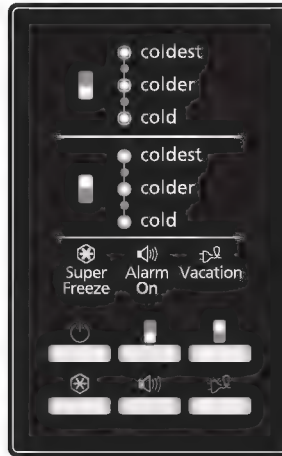 coldest
colder
cold
coldest
colder
cold
Super Freeze
Alarm On
Vacation